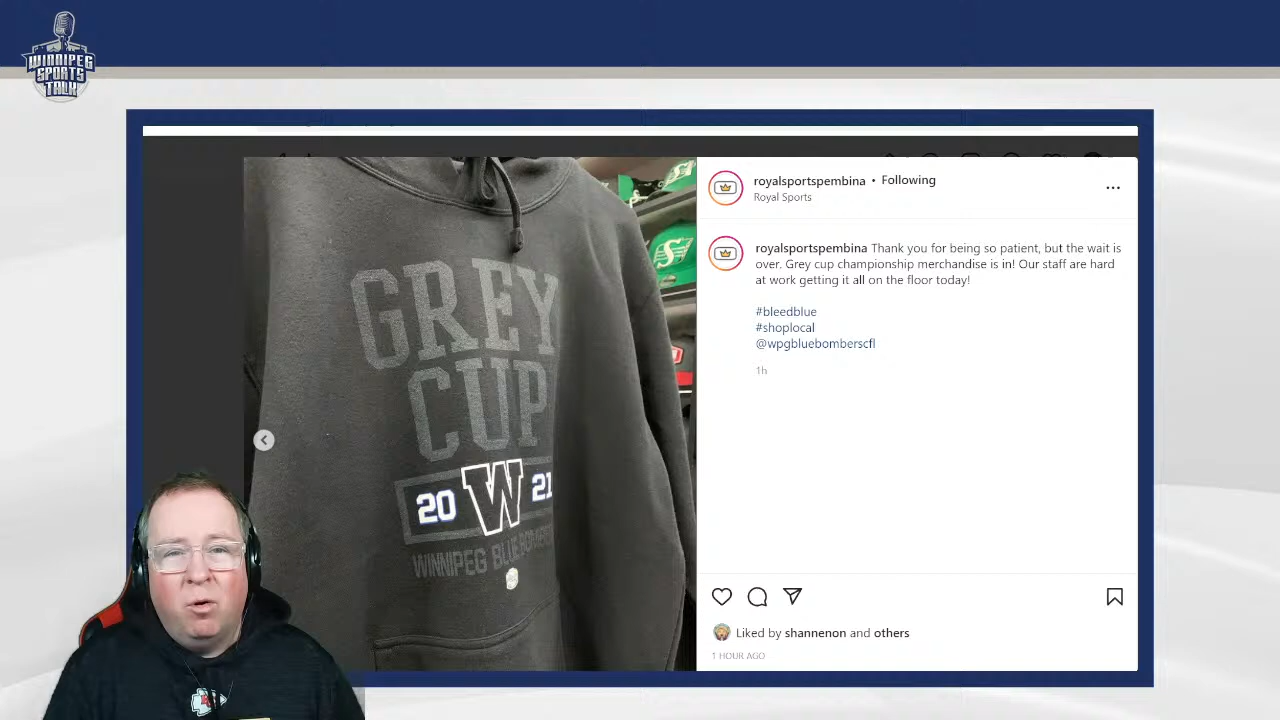 WINNIPEG
SPORTS
TALK
GREY
CUP
20 W 21
WINNIPEG BLUE BOMBERS
S
royalsportspembina • Following
Royal Sports
royalsportspembina Thank you for being so patient, but the wait is
over. Grey cup championship merchandise is in! Our staff are hard
at work getting it all on the floor today!
#bleedblue
#shoplocal
@wpgbluebomberscfl
1h
Liked by shannenon and others
1 HOUR AGO